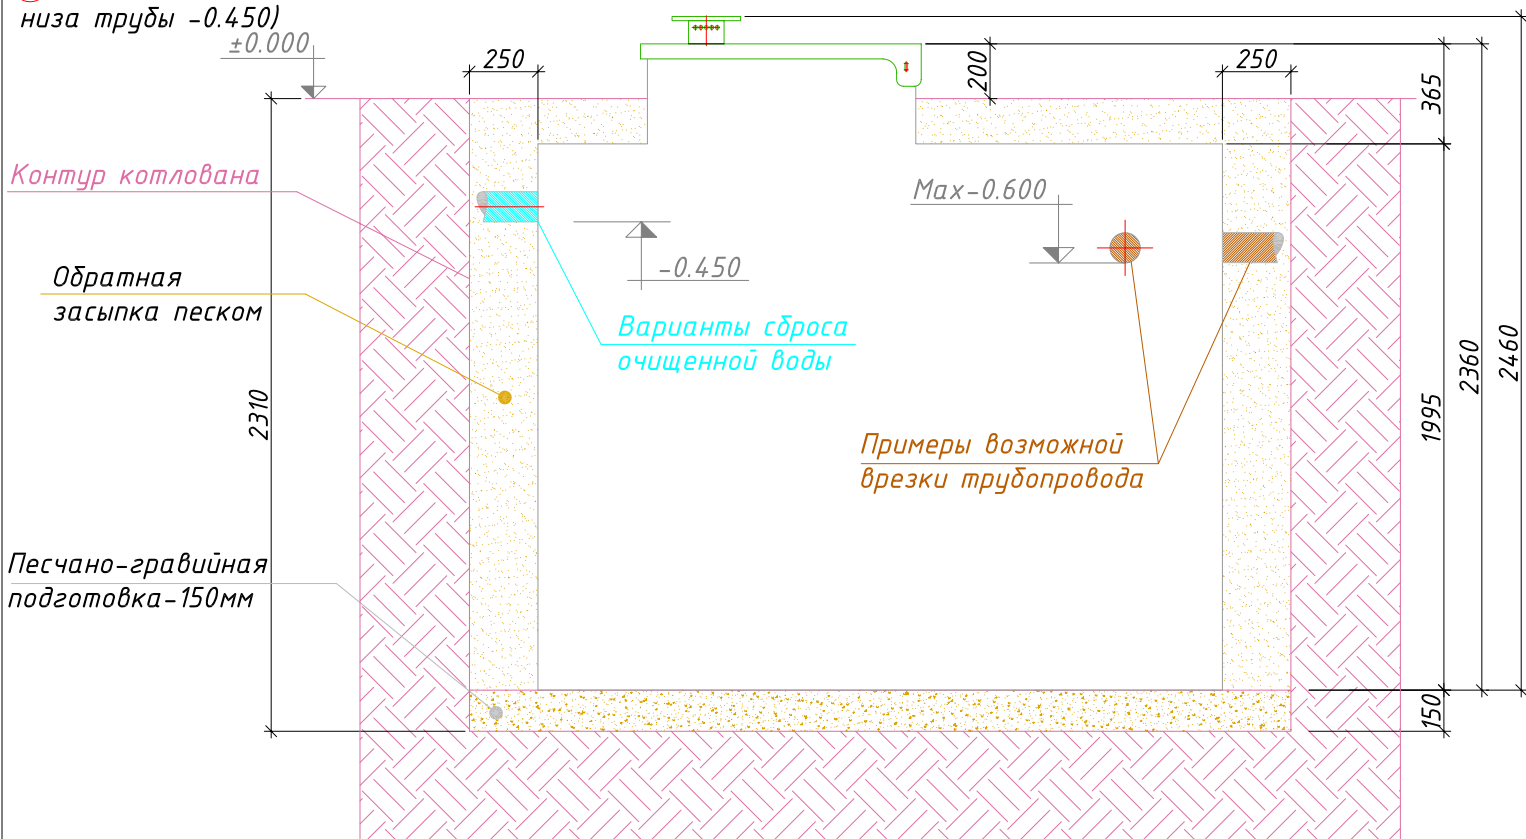 низа трубы -0.450)
±0.000
250
200
250
365
Контур котлована
Max-0.600
-0.450
Обратная
засыпка песком
Варианты сброса
очищенной воды
2310
1995
2360
2460
Примеры возможной
врезки трубопровода
Песчано-гравийная
подготовка-150мм
150